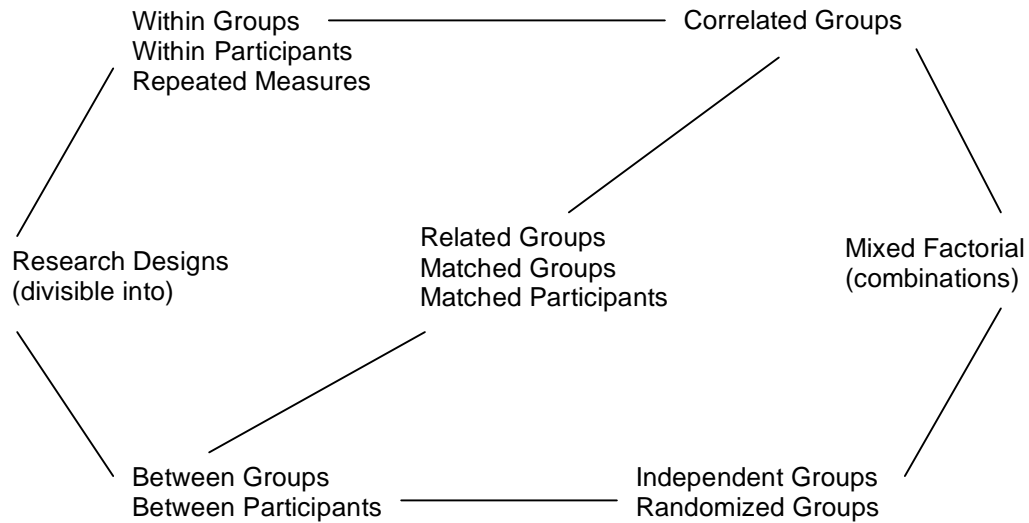 Within Groups
Within Participants
Repeated Measures
Correlated Groups
Research Designs
(divisible into)
Related Groups
Matched Groups
Matched Participants
Mixed Factorial
(combinations)
Between Groups
Between Participants
Independent Groups
Randomized Groups